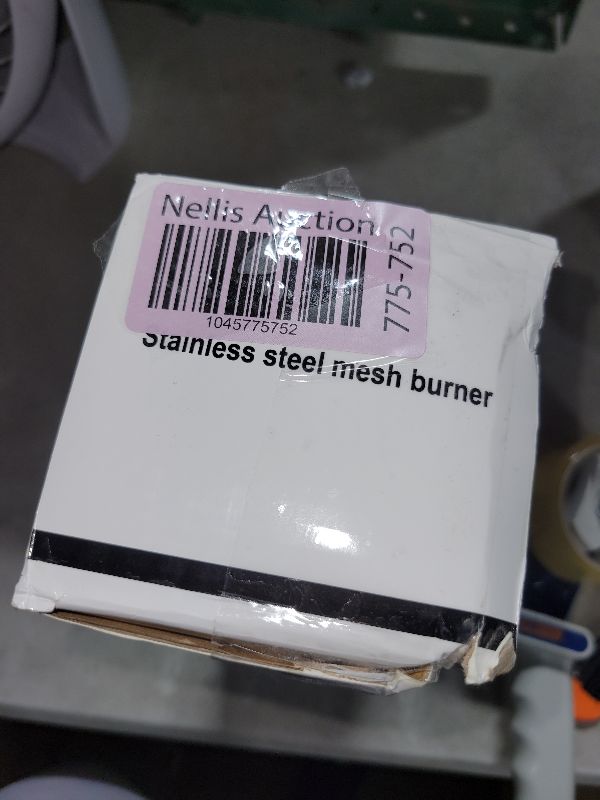 Nellis Auction
775-752
1045775752
Stainless steel mesh burner